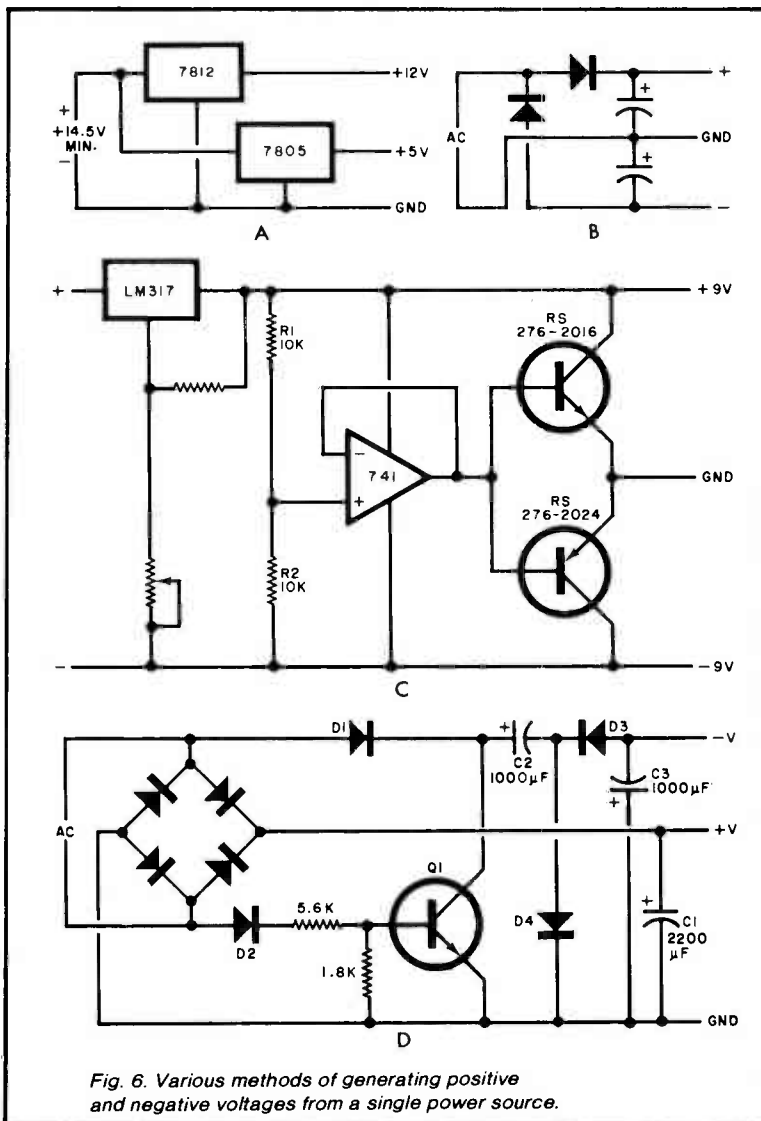 7812
+12V
+
+14.5V
MIN.
−
7805
+5V
GND
A
+
+
AC
GND
+
−
B
+
LM317
+9V
R1
10K
RS
276-2016
−
741
+
GND
RS
276-2024
R2
10K
−
−9V
C
D1
+
C2
1000µF
D3
−V
C3
1000µF
+
AC
+V
Q1
5.6K
D2
1.8K
D4
+
C1
2200
µF
GND
D
Fig. 6. Various methods of generating positive
and negative voltages from a single power source.